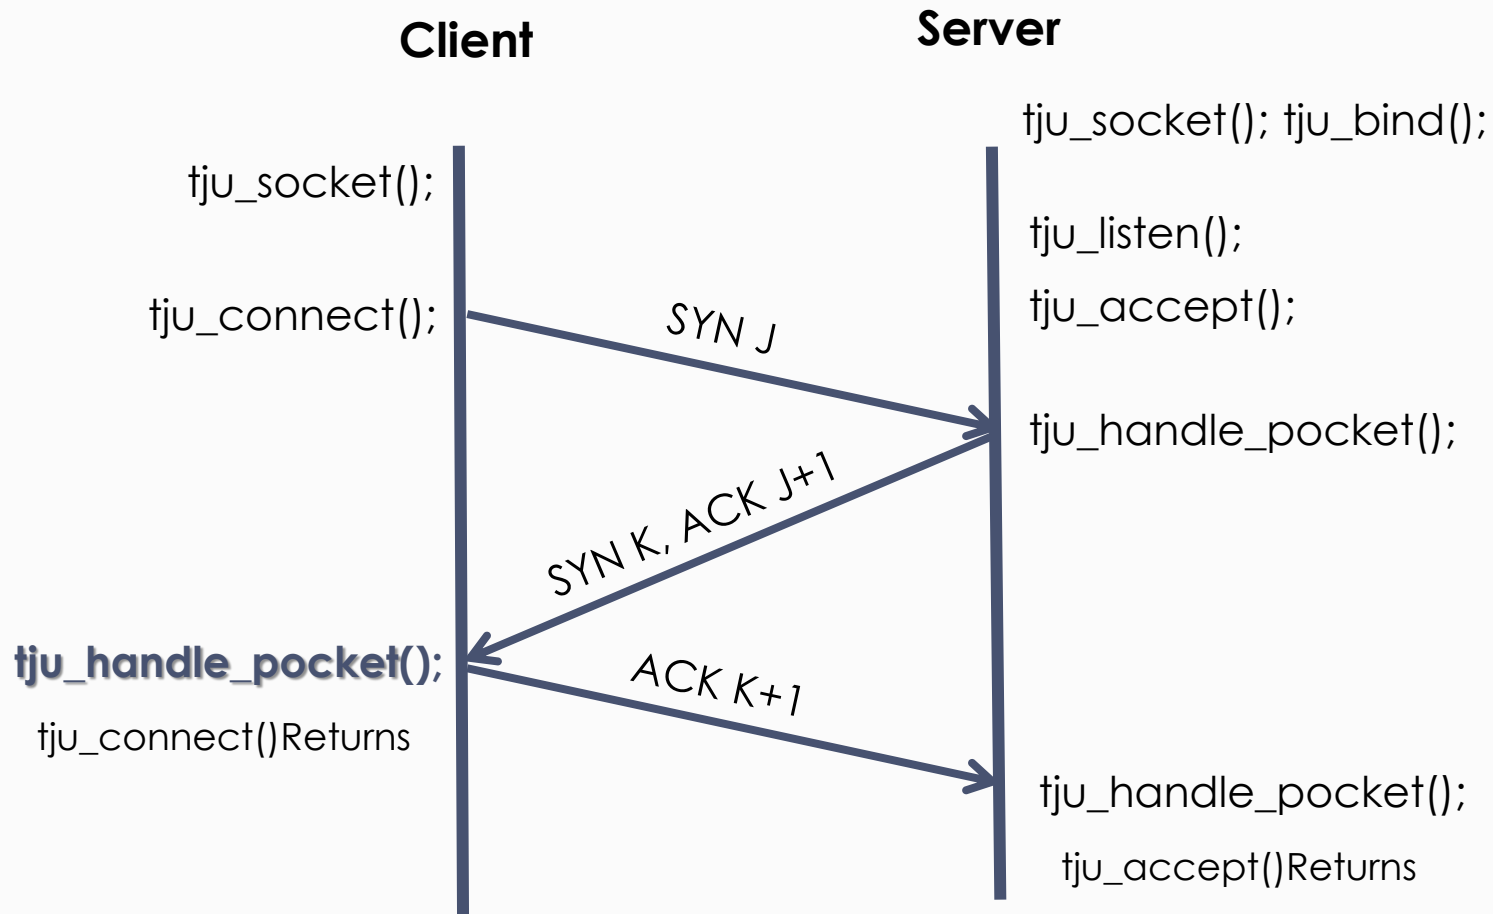 Client
Server
tju_socket(); tju_bind();
tju_socket();
tju_listen();
tju_connect();
SYN J
tju_accept();
tju_handle_pocket();
SYN K, ACK J+1
tju_handle_pocket();
ACK K+1
tju_connect()Returns
tju_handle_pocket();
tju_accept()Returns